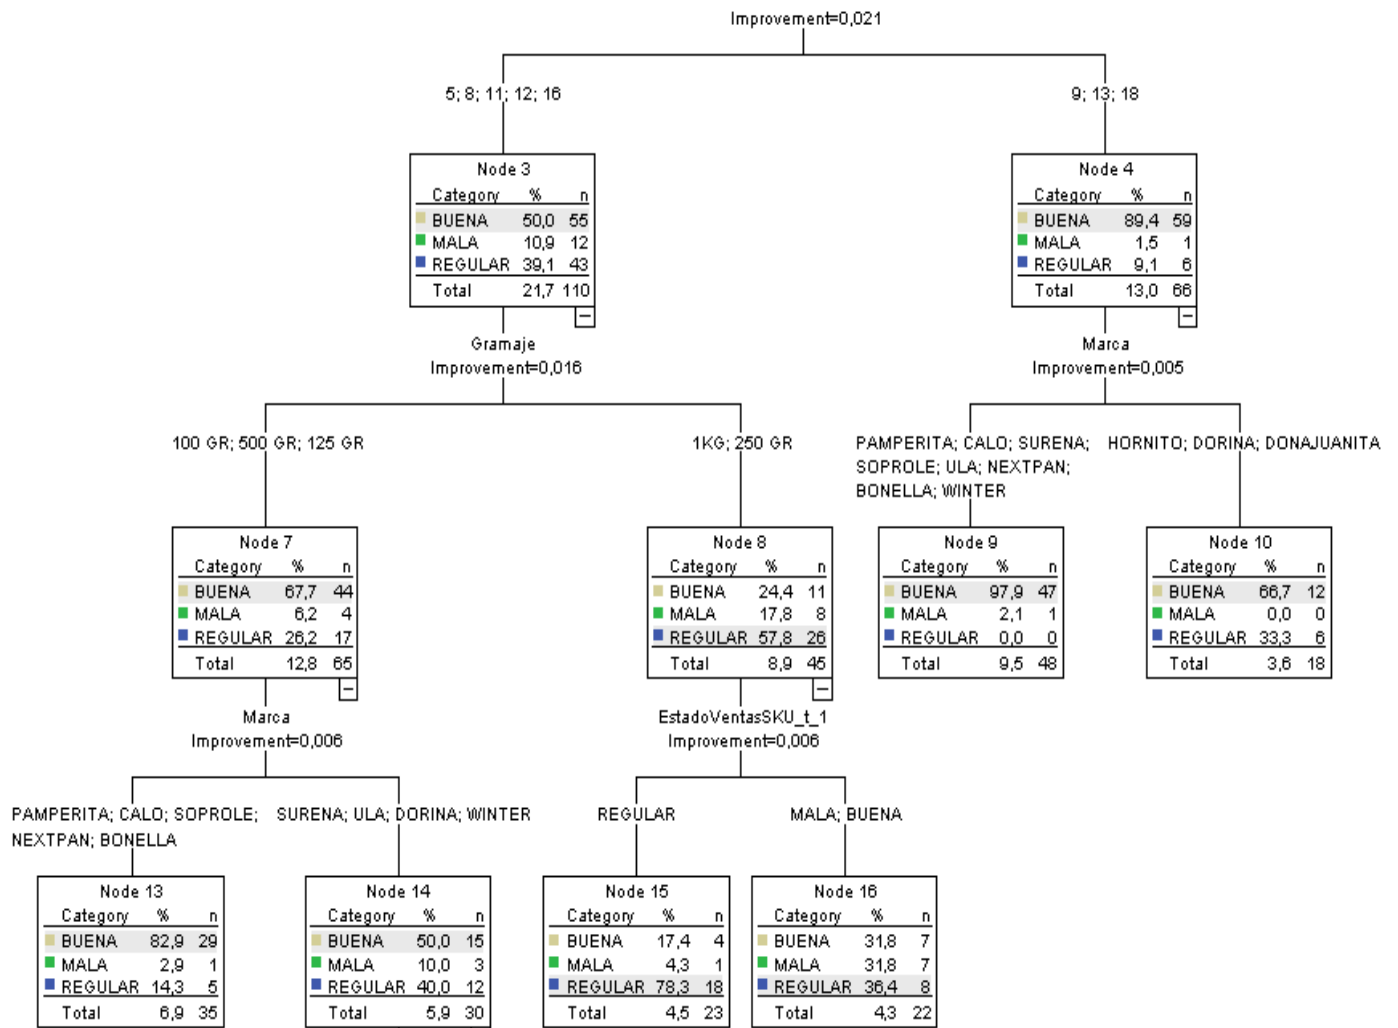 Improvement=0,021
5; 8; 11; 12; 16
9; 13; 18
Node 3
Category % n
BUENA 50,0 55
MALA 10,9 12
REGULAR 39,1 43
Total 21,7 110
Node 4
Category % n
BUENA 89,4 59
MALA 1,5 1
REGULAR 9,1 6
Total 13,0 66
Gramaje
Improvement=0,016
Marca
Improvement=0,005
100 GR; 500 GR; 125 GR
1KG; 250 GR
PAMPERITA; CALO; SURENA;
SOPROLE; ULA; NEXTPAN;
BONELLA; WINTER
HORNITO; DORINA; DONAJUANITA
Node 7
Category % n
BUENA 67,7 44
MALA 6,2 4
REGULAR 26,2 17
Total 12,8 65
Node 8
Category % n
BUENA 24,4 11
MALA 17,8 8
REGULAR 57,8 26
Total 8,9 45
Node 9
Category % n
BUENA 97,9 47
MALA 2,1 1
REGULAR 0,0 0
Total 9,5 48
Node 10
Category % n
BUENA 66,7 12
MALA 0,0 0
REGULAR 33,3 6
Total 3,6 18
Marca
Improvement=0,006
EstadoVentasSKU_t_1
Improvement=0,006
PAMPERITA; CALO; SOPROLE;
NEXTPAN; BONELLA
SURENA; ULA; DORINA; WINTER
REGULAR
MALA; BUENA
Node 13
Category % n
BUENA 82,9 29
MALA 2,9 1
REGULAR 14,3 5
Total 6,9 35
Node 14
Category % n
BUENA 50,0 15
MALA 10,0 3
REGULAR 40,0 12
Total 5,9 30
Node 15
Category % n
BUENA 17,4 4
MALA 4,3 1
REGULAR 78,3 18
Total 4,5 23
Node 16
Category % n
BUENA 31,8 7
MALA 31,8 7
REGULAR 36,4 8
Total 4,3 22